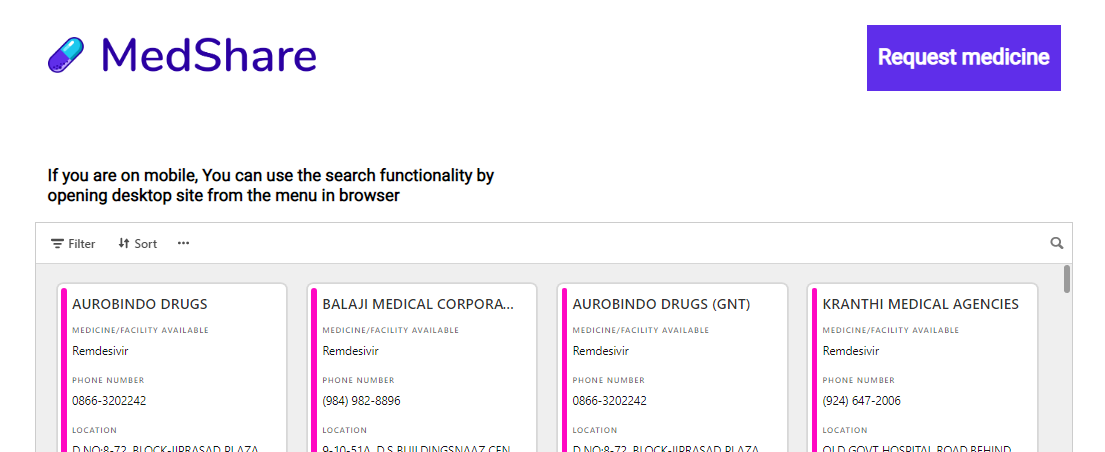 MedShare
Request medicine
If you are on mobile, You can use the search functionality by
opening desktop site from the menu in browser
Filter Sort ...
AUROBINDO DRUGS
MEDICINE/FACILITY AVAILABLE
Remdesivir
PHONE NUMBER
0866-3202242
LOCATION
D.NO:8-72, BLOCK-IIPRASAD PLAZA,
BALAJI MEDICAL CORPORA...
MEDICINE/FACILITY AVAILABLE
Remdesivir
PHONE NUMBER
(984) 982-8896
LOCATION
9-10-51A, D.S.BUILDINGSNAAZ CEN
AUROBINDO DRUGS (GNT)
MEDICINE/FACILITY AVAILABLE
Remdesivir
PHONE NUMBER
0866-3202242
LOCATION
D.NO:8-72, BLOCK-IIPRASAD PLAZA,
KRANTHI MEDICAL AGENCIES
MEDICINE/FACILITY AVAILABLE
Remdesivir
PHONE NUMBER
(924) 647-2006
LOCATION
OLD GOVT HOSPITAL ROAD,BEHIND